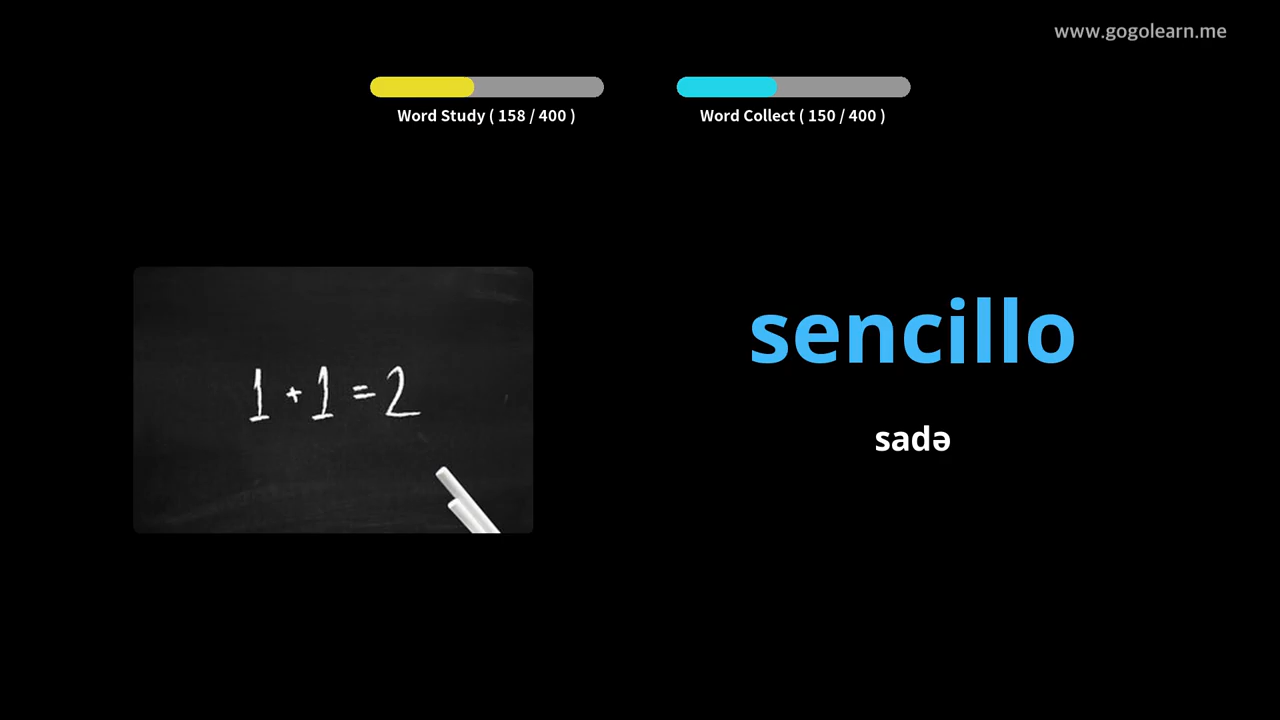 www.gogolearn.me
Word Study ( 158 / 400 )
Word Collect ( 150 / 400 )
1 + 1 = 2
sencillo
sadə